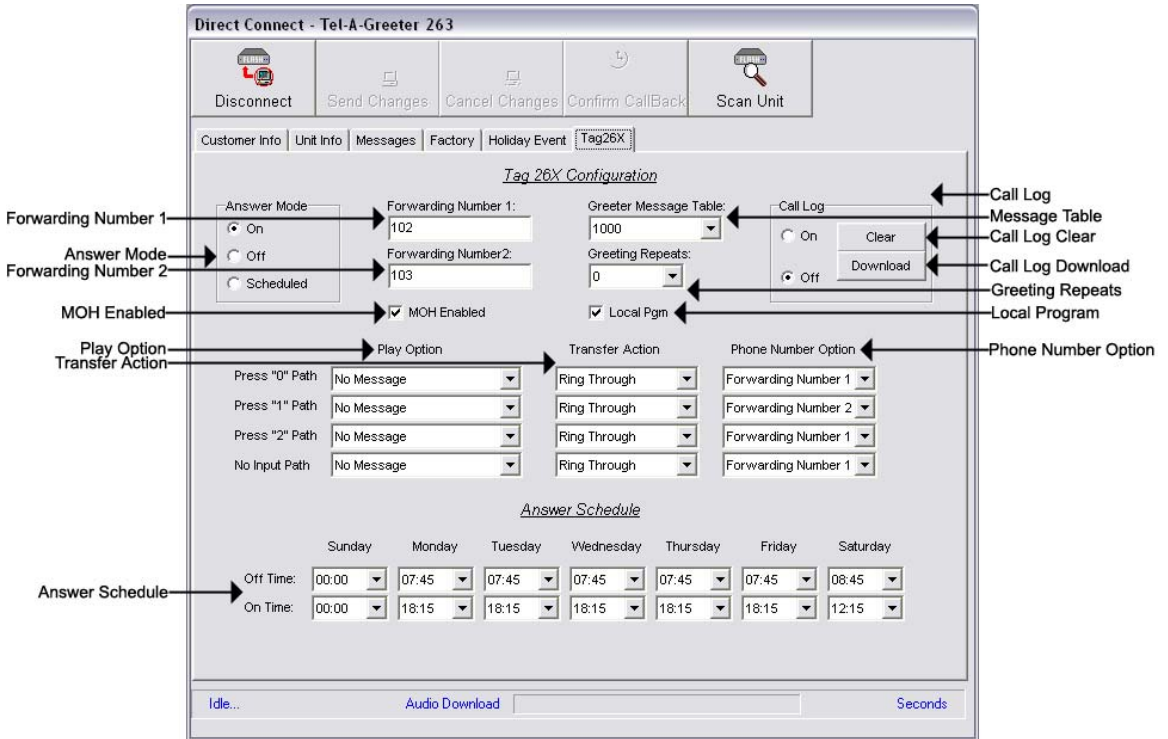 Direct Connect - Tel-A-Greeter 263
FLASH FLASH
Disconnect Send Changes Cancel Changes Confirm CallBack Scan Unit
Customer Info Unit Info Messages Factory Holiday Event Tag26X
Tag 26X Configuration
Call Log
Answer Mode Forwarding Number 1: Greeter Message Table: Call Log
Message Table
Forwarding Number 1 On 102 1000 On Clear Call Log Clear
Answer Mode Off Forwarding Number2: Greeting Repeats: Download Call Log Download
Forwarding Number 2 Scheduled 103 0 Off
Greeting Repeats
MOH Enabled MOH Enabled Local Pgm Local Program
Play Option Play Option Transfer Action Phone Number Option Phone Number Option
Transfer Action
Press "0" Path No Message Ring Through Forwarding Number 1
Press "1" Path No Message Ring Through Forwarding Number 2
Press "2" Path No Message Ring Through Forwarding Number 1
No Input Path No Message Ring Through Forwarding Number 1
Answer Schedule
Sunday Monday Tuesday Wednesday Thursday Friday Saturday
Off Time: 00:00 07:45 07:45 07:45 07:45 07:45 08:45
Answer Schedule
On Time: 00:00 18:15 18:15 18:15 18:15 18:15 12:15
Idle... Audio Download Seconds